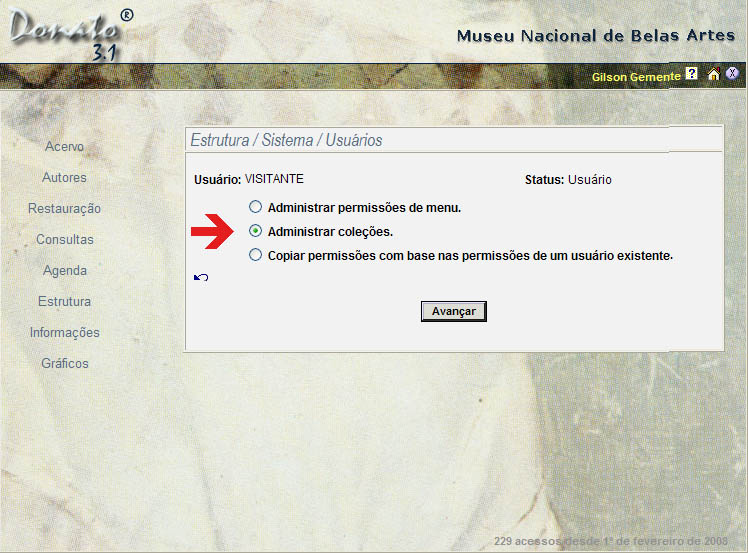 Donato ®
3.1
Museu Nacional de Belas Artes
Gilson Gemente ? X
Estrutura / Sistema / Usuários
Acervo
Autores
Restauração
Consultas
Agenda
Estrutura
Informações
Gráficos
Usuário: VISITANTE
Status: Usuário
Administrar permissões de menu.
Administrar coleções.
Copiar permissões com base nas permissões de um usuário existente.
Avançar
229 acessos desde 1º de fevereiro de 2008